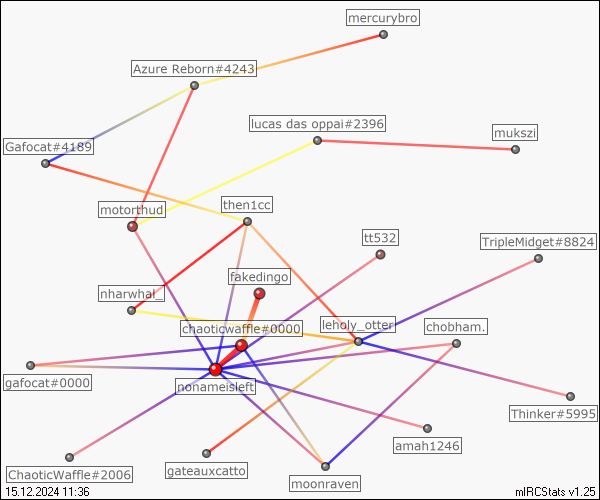 mercurybro
Azure Reborn#4243
lucas das oppai#2396
mukszi
Gafocat#4189
motorthud
then1cc
tt532
TripleMidget#8824
fakedingo
nharwhal_
chaoticwaffle#0000
leholy_otter
chobham.
gafocat#0000
nonameisleft
Thinker#5995
amah1246
ChaoticWaffle#2006
gateauxcatto
moonraven
15.12.2024 11:36
mIRCStats v1.25